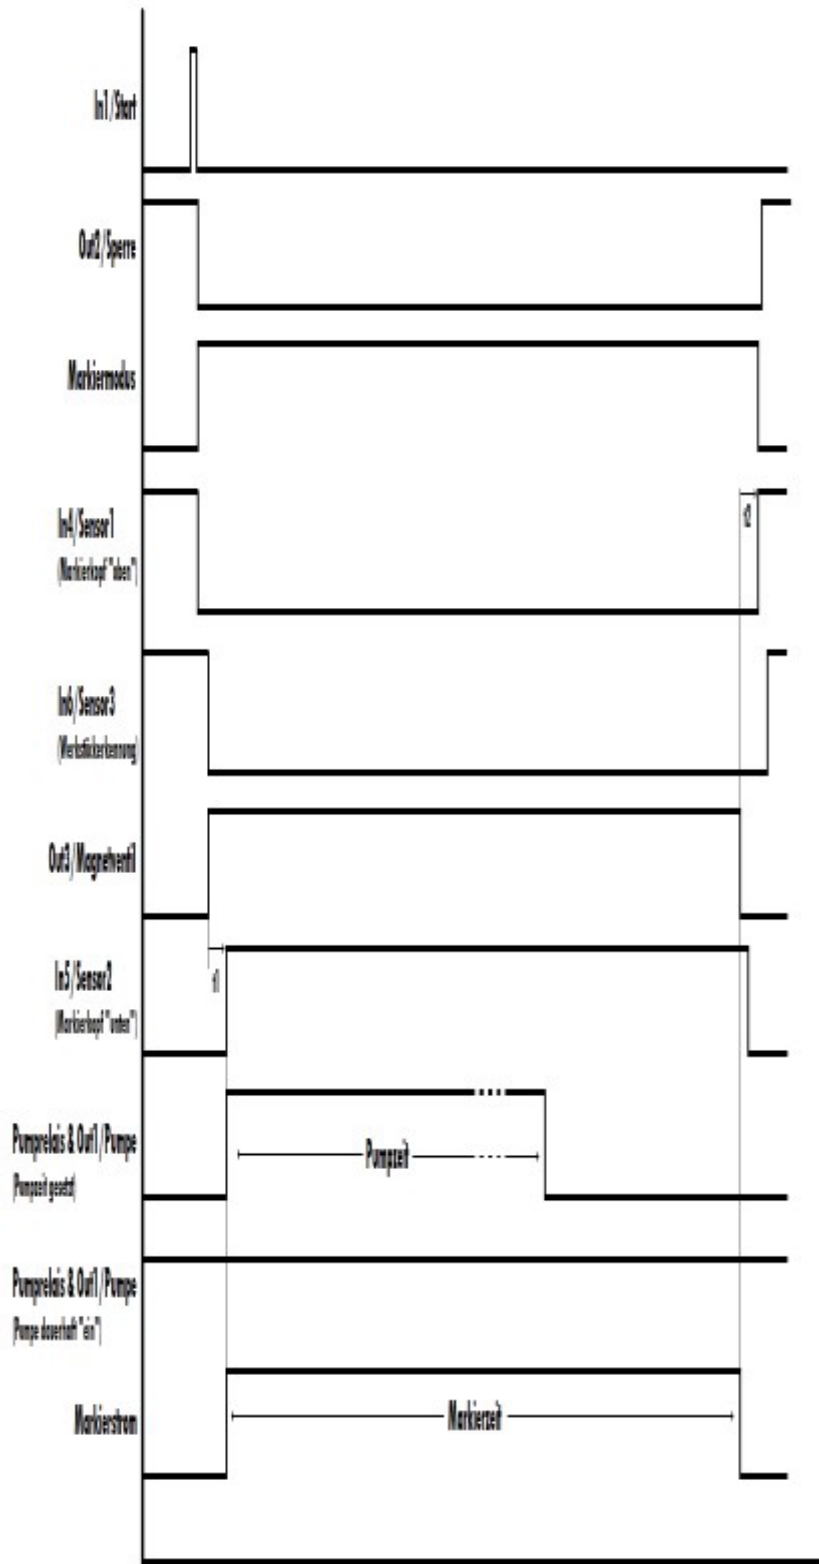 In1/Start
Out2/Sperre
Markiermodus
In4/Sensor1
(Markierkopf "oben")
t2
In6/Sensor3
(Werkstückerkennung)
Out3/Magnetventil
In5/Sensor2
(Markierkopf "unten")
t1
Pumprelais & Out1/Pumpe
(Pumpzeit gesetzt)
Pumpzeit
Pumprelais & Out1/Pumpe
(Pumpe dauerhaft "ein")
Markierstrom
Markierzeit